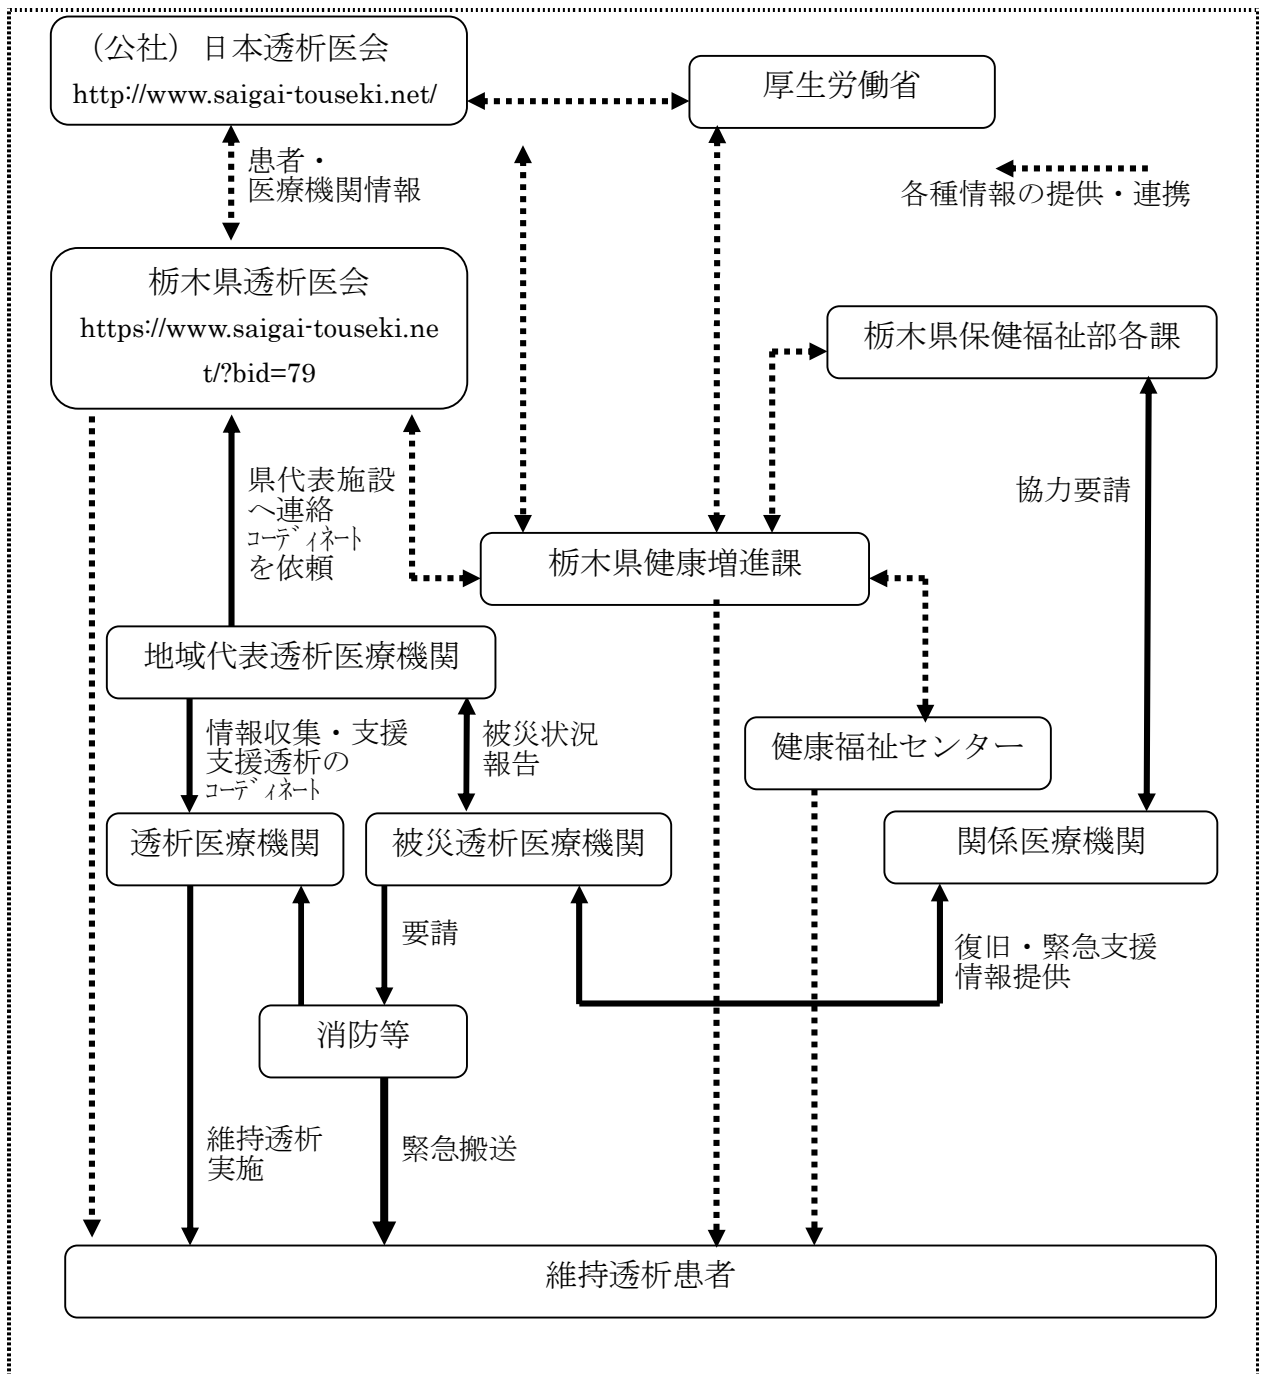 （公社）日本透析医会
http://www.saigai-touseki.net/
厚生労働省
患者・
医療機関情報
各種情報の提供・連携
栃木県透析医会
https://www.saigai-touseki.ne
t/?bid=79
栃木県保健福祉部各課
県代表施設
へ連絡
ｺｰﾃﾞｨﾈｰﾄ
を依頼
協力要請
栃木県健康増進課
地域代表透析医療機関
情報収集・支援
支援透析の
ｺｰﾃﾞｨﾈｰﾄ
被災状況
報告
健康福祉センター
透析医療機関
被災透析医療機関
関係医療機関
要請
復旧・緊急支援
情報提供
消防等
維持透析
実施
緊急搬送
維持透析患者